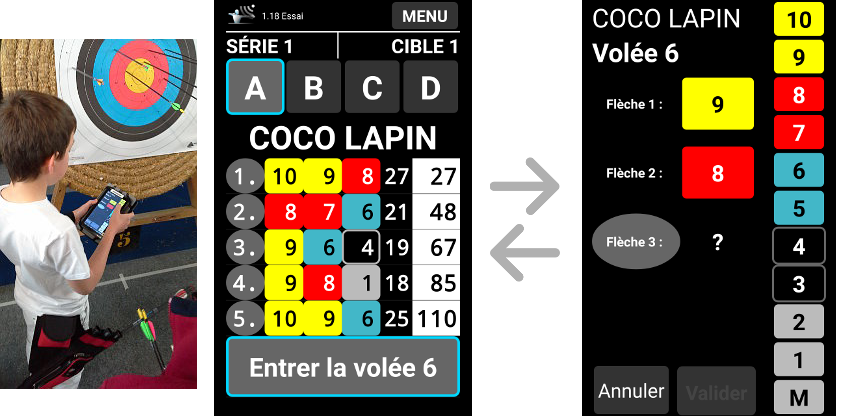 5
1.18 Essai
MENU
SÉRIE 1
CIBLE 1
A B C D
COCO LAPIN
1. 10 9 8 27 27
2. 8 7 6 21 48
3. 9 6 4 19 67
4. 9 8 1 18 85
5. 10 9 6 25 110
Entrer la volée 6
COCO LAPIN
Volée 6
Flèche 1 : 9
Flèche 2 : 8
Flèche 3 : ?
Annuler
Valider
10
9
8
7
6
5
4
3
2
1
M